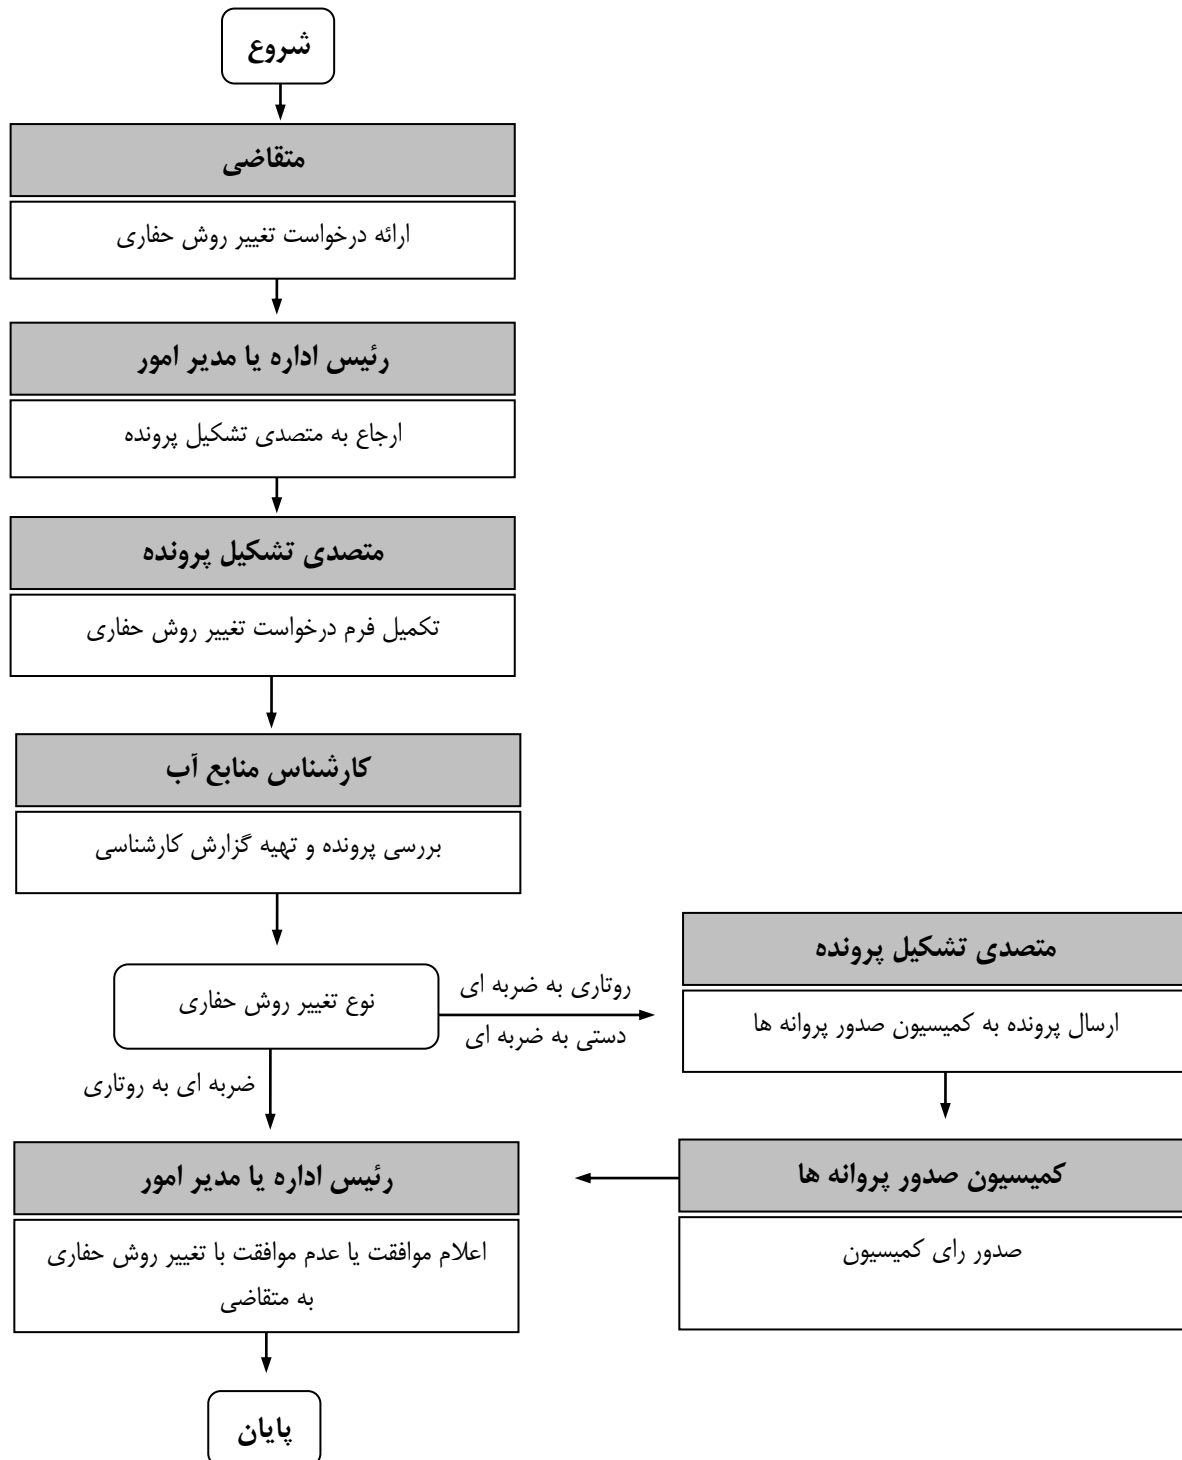 شروع
متقاضی
ارائه درخواست تغییر روش حفاری
رئیس اداره یا مدیر امور
ارجاع به متصدی تشکیل پرونده
متصدی تشکیل پرونده
تکمیل فرم درخواست تغییر روش حفاری
کارشناس منابع آب
بررسی پرونده و تهیه گزارش کارشناسی
نوع تغییر روش حفاری
روتاری به ضربه ای
دستی به ضربه ای
متصدی تشکیل پرونده
ارسال پرونده به کمیسیون صدور پروانه ها
کمیسیون صدور پروانه ها
صدور رای کمیسیون
ضربه ای به روتاری
رئیس اداره یا مدیر امور
اعلام موافقت یا عدم موافقت با تغییر روش حفاری
به متقاضی
پایان